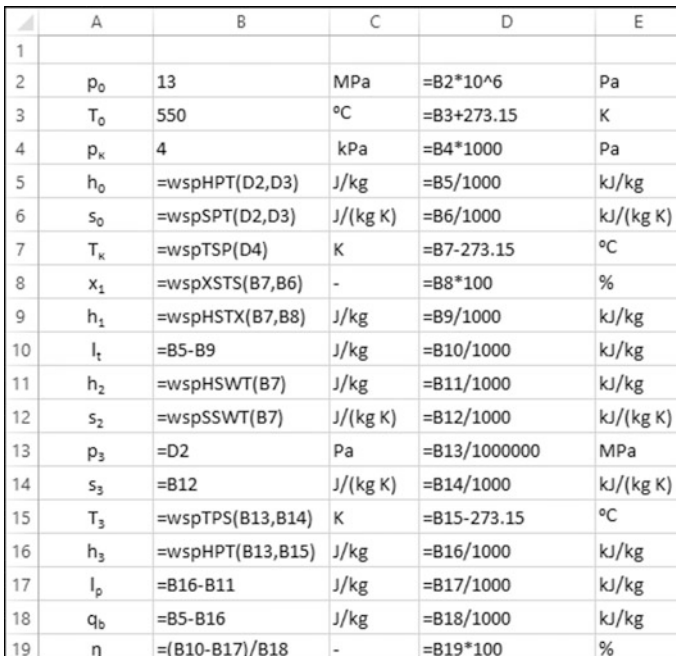 A B C D E
1
2 p₀ 13 MPa =B2*10^6 Pa
3 T₀ 550 ºC =B3+273.15 K
4 pₖ 4 kPa =B4*1000 Pa
5 h₀ =wspHPT(D2,D3) J/kg =B5/1000 kJ/kg
6 s₀ =wspSPT(D2,D3) J/(kg K) =B6/1000 kJ/(kg K)
7 Tₖ =wspTSP(D4) K =B7-273.15 ºC
8 x₁ =wspXSTS(B7,B6) - =B8*100 %
9 h₁ =wspHSTX(B7,B8) J/kg =B9/1000 kJ/kg
10 lₜ =B5-B9 J/kg =B10/1000 kJ/kg
11 h₂ =wspHSWT(B7) J/kg =B11/1000 kJ/kg
12 s₂ =wspSSWT(B7) J/(kg K) =B12/1000 kJ/(kg K)
13 p₃ =D2 Pa =B13/1000000 MPa
14 s₃ =B12 J/(kg K) =B14/1000 kJ/(kg K)
15 T₃ =wspTPS(B13,B14) K =B15-273.15 ºC
16 h₃ =wspHPT(B13,B15) J/kg =B16/1000 kJ/kg
17 lₚ =B16-B11 J/kg =B17/1000 kJ/kg
18 q_b =B5-B16 J/kg =B18/1000 kJ/kg
19 η =(B10-B17)/B18 - =B19*100 %